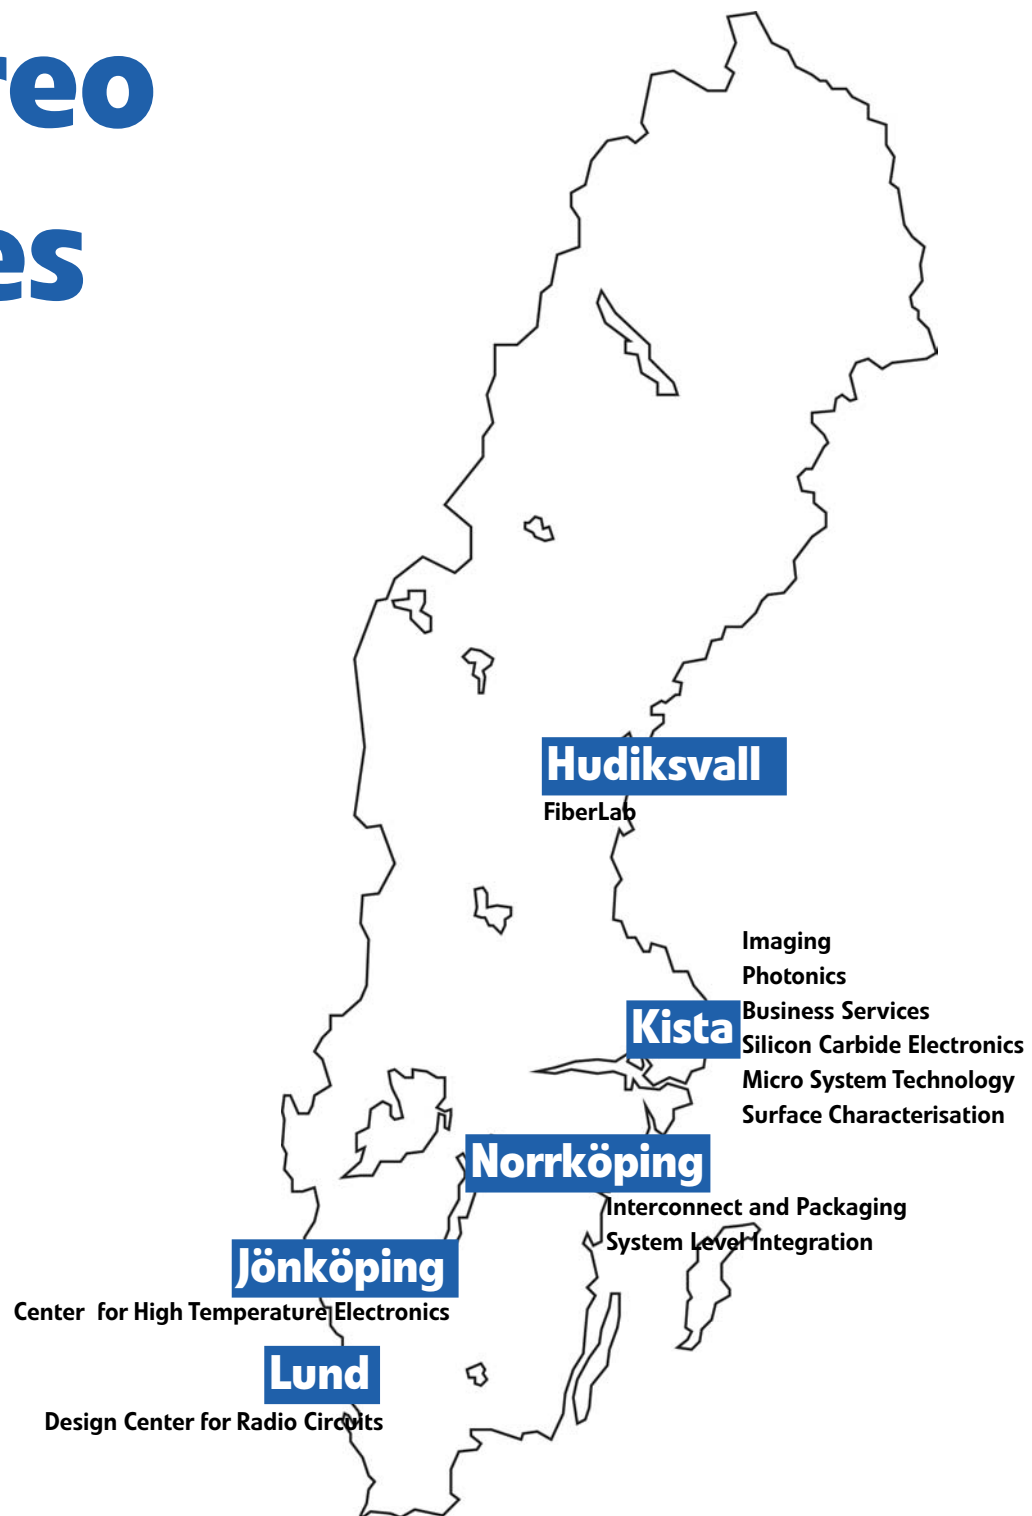 reo
es
Hudiksvall
FiberLab
Imaging
Photonics
Business Services
Silicon Carbide Electronics
Micro System Technology
Surface Characterisation
Kista
Norrköping
Interconnect and Packaging
System Level Integration
Jönköping
Center for High Temperature Electronics
Lund
Design Center for Radio Circuits